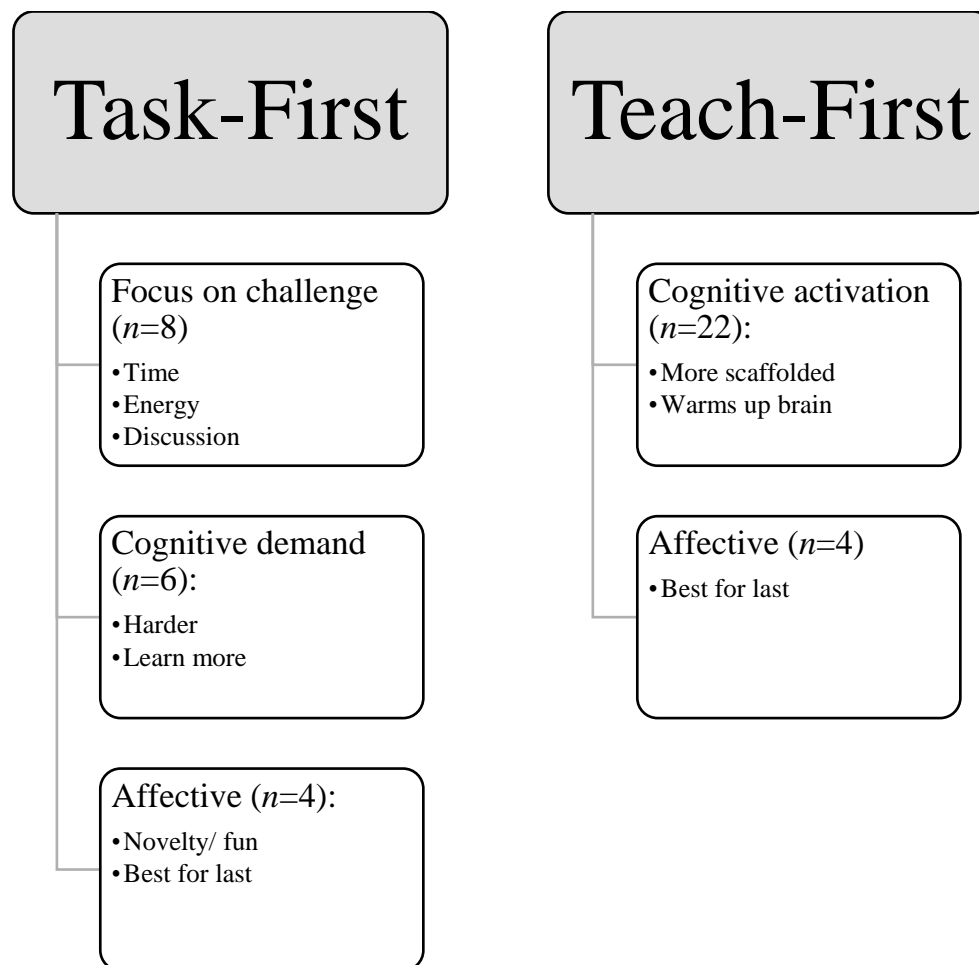 Task-First
Focus on challenge
(n=8)
•Time
•Energy
•Discussion
Cognitive demand
(n=6):
•Harder
•Learn more
Affective (n=4):
•Novelty/ fun
•Best for last
Teach-First
Cognitive activation
(n=22):
•More scaffolded
•Warms up brain
Affective (n=4)
•Best for last